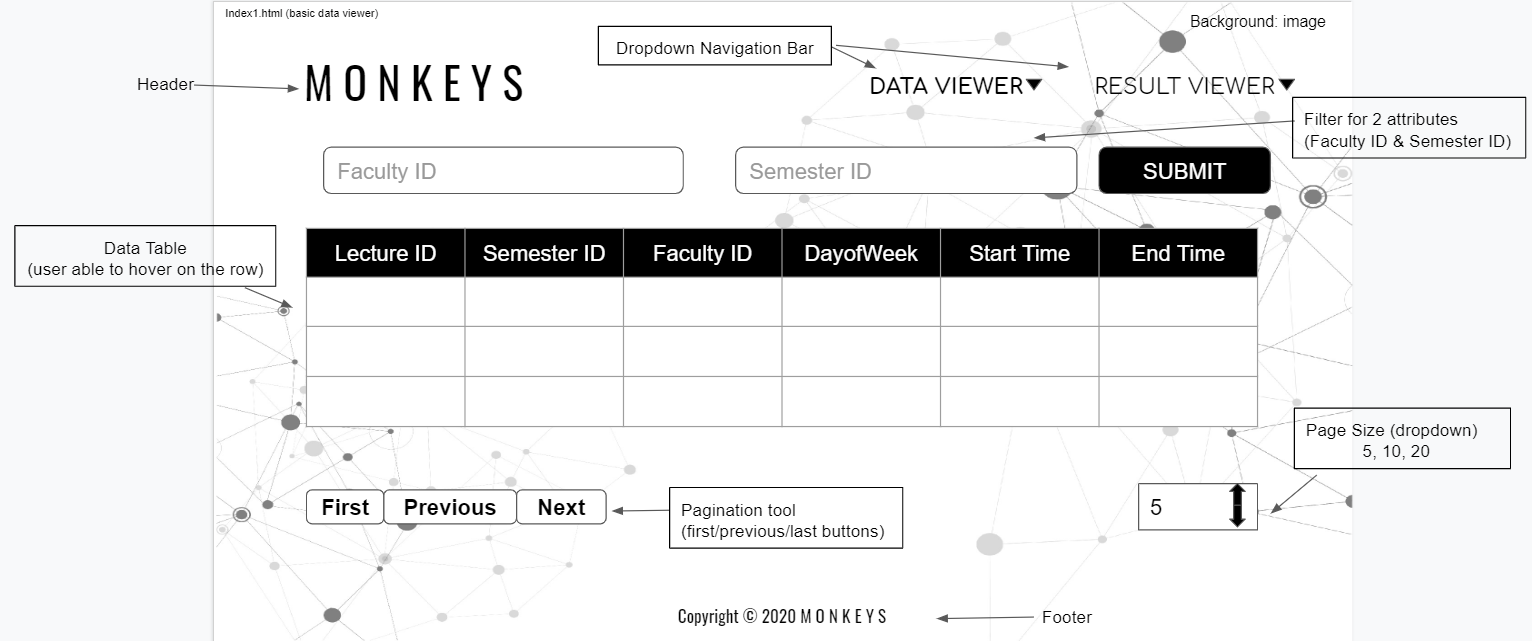 Index1.html (basic data viewer)
Background: image
Dropdown Navigation Bar
Header
MONKEYS
DATA VIEWER▼
RESULT VIEWER▼
Filter for 2 attributes
(Faculty ID & Semester ID)
Faculty ID
Semester ID
SUBMIT
Data Table
(user able to hover on the row)
Lecture ID
Semester ID
Faculty ID
DayofWeek
Start Time
End Time
Page Size (dropdown)
5, 10, 20
First
Previous
Next
Pagination tool
(first/previous/last buttons)
5
Copyright © 2020 MONKEYS
Footer